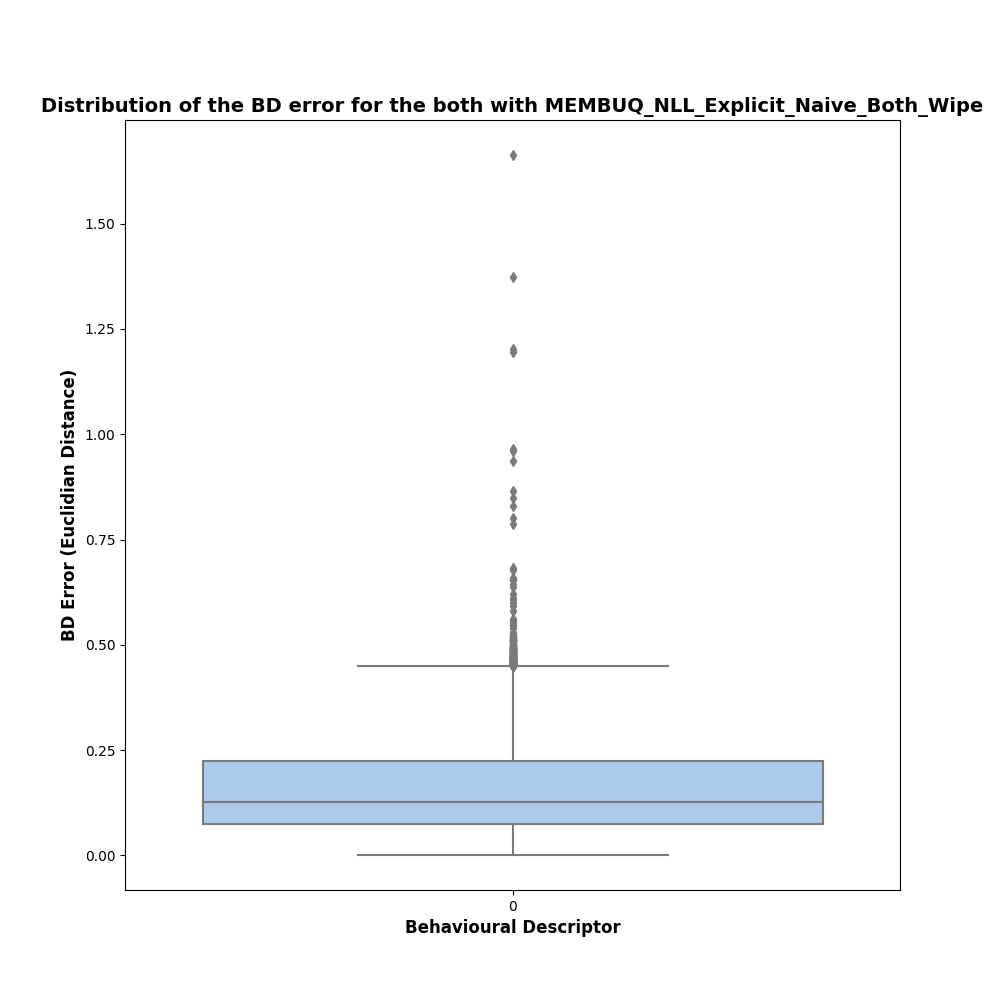 Distribution of the BD error for the both with MEMBUQ_NLL_Explicit_Naive_Both_Wipe
1.50
1.25
1.00
0.75
0.50
0.25
0.00
BD Error (Euclidian Distance)
0
Behavioural Descriptor